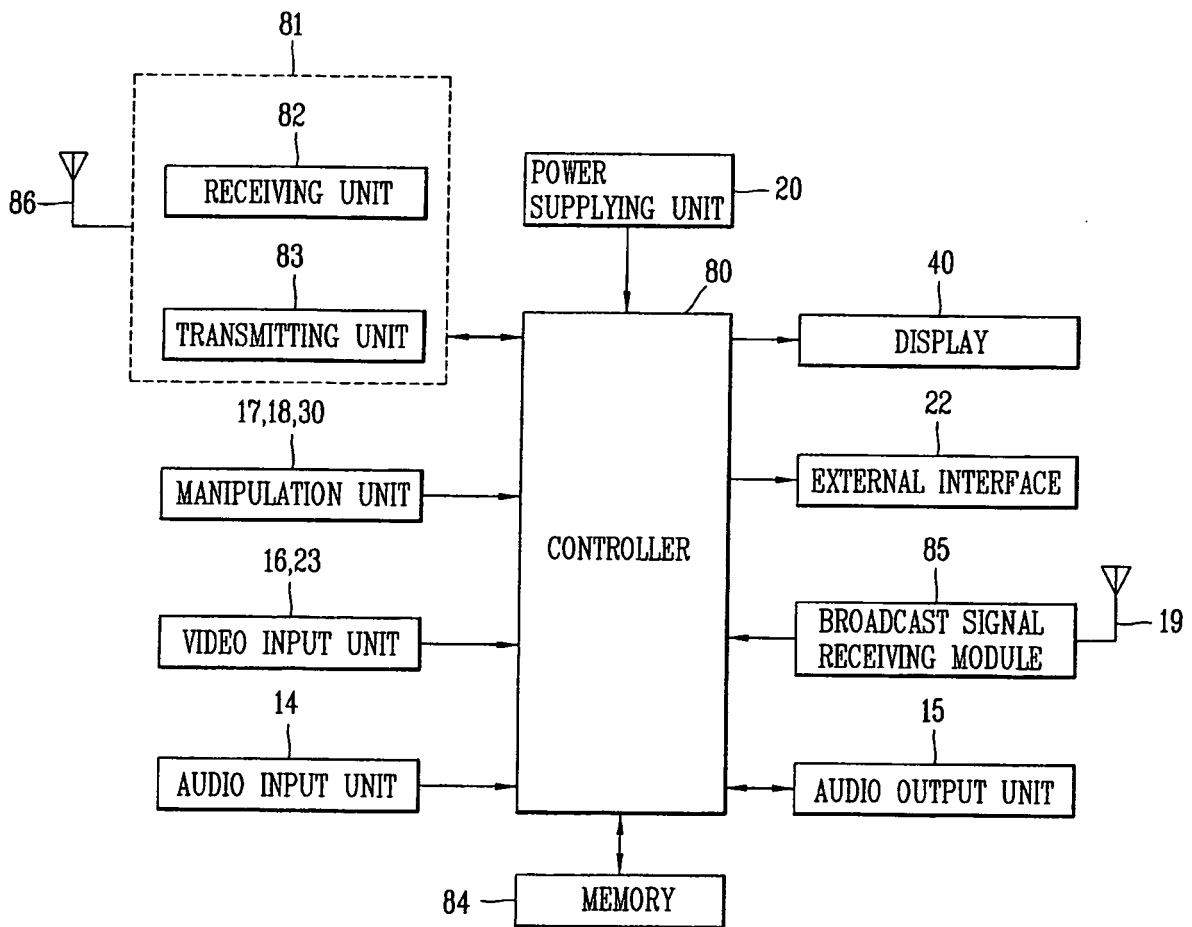 81
82
RECEIVING UNIT
86
83
TRANSMITTING UNIT
POWER
SUPPLYING UNIT
20
80
40
DISPLAY
17,18,30
MANIPULATION UNIT
22
EXTERNAL INTERFACE
CONTROLLER
16,23
VIDEO INPUT UNIT
85
BROADCAST SIGNAL
RECEIVING MODULE
19
14
AUDIO INPUT UNIT
15
AUDIO OUTPUT UNIT
84
MEMORY